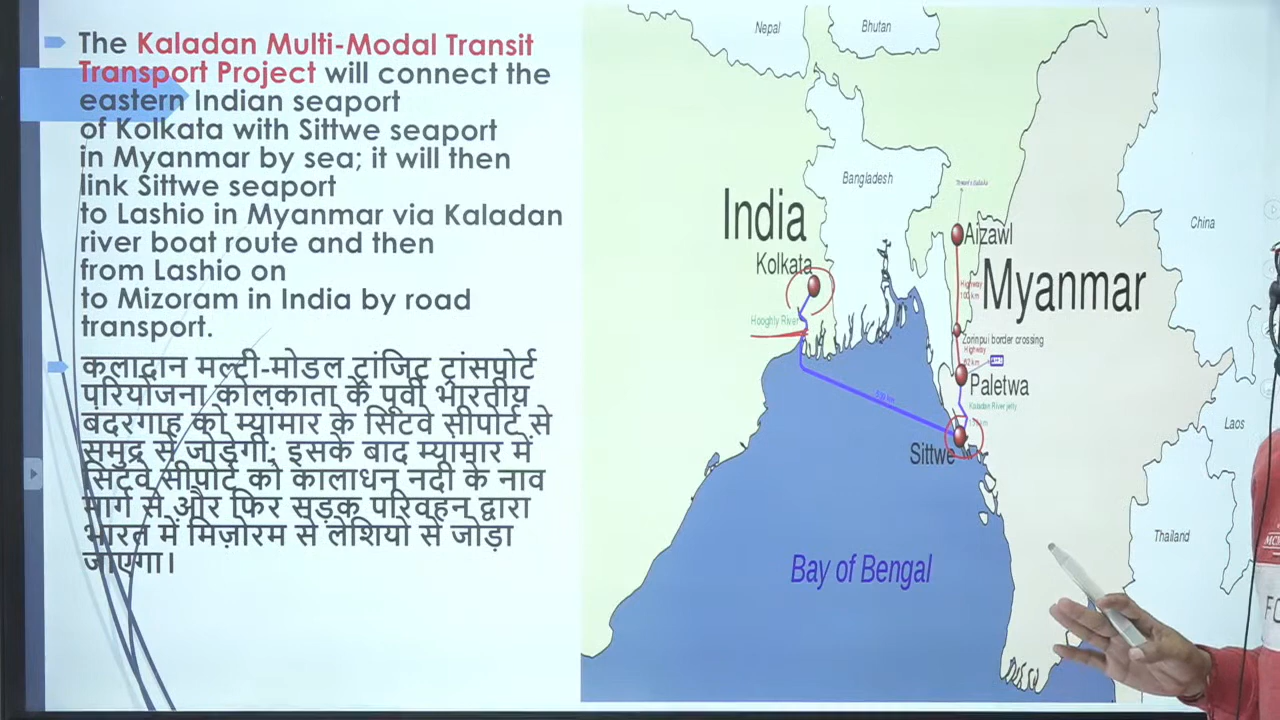 The Kaladan Multi-Modal Transit
Transport Project will connect the
eastern Indian seaport
of Kolkata with Sittwe seaport
in Myanmar by sea; it will then
link Sittwe seaport
to Lashio in Myanmar via Kaladan
river boat route and then
from Lashio on
to Mizoram in India by road
transport.
कलादान मल्टी-मोडल ट्रांजिट ट्रांसपोर्ट
परियोजना कोलकाता के पूर्वी भारतीय
बंदरगाह को म्यांमार के सिटवे सीपोर्ट से
समुद्र से जोड़ेगी; इसके बाद म्यांमार में
सिटवे सीपोर्ट को कालाधन नदी के नाव
मार्ग से और फिर सड़क परिवहन द्वारा
भारत में मिज़ोरम से लेशियो से जोड़ा
जाएगा।
Nepal
Bhutan
Bangladesh
India
Kolkata
Hooghly River
Aizawl
Highway
Myanmar
China
Zorinpui border crossing
Highway
Paletwa
Kaladan River jetty
539 km
Sittwe
Laos
Thailand
Bay of Bengal